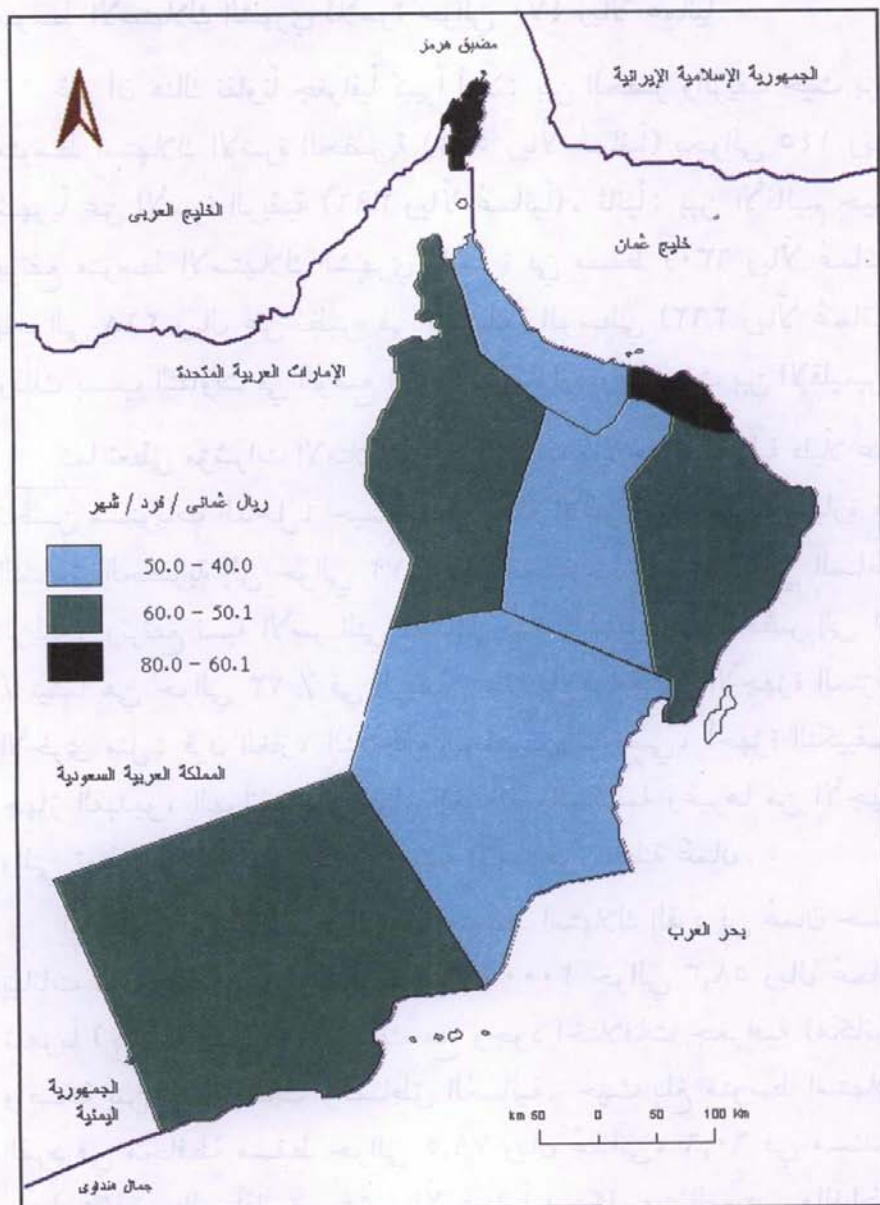 مضيق هرمز
الجمهورية الإسلامية الإيرانية
الخليج العربى
خليج عُمان
الإمارات العربية المتحدة
ريال عُمانى / فرد / شهر
50.0 – 40.0
60.0 – 50.1
80.0 – 60.1
المملكة العربية السعودية
بحر العرب
الجمهورية
اليمنية
km 50 0 50 100 Km
جمال هنداوى